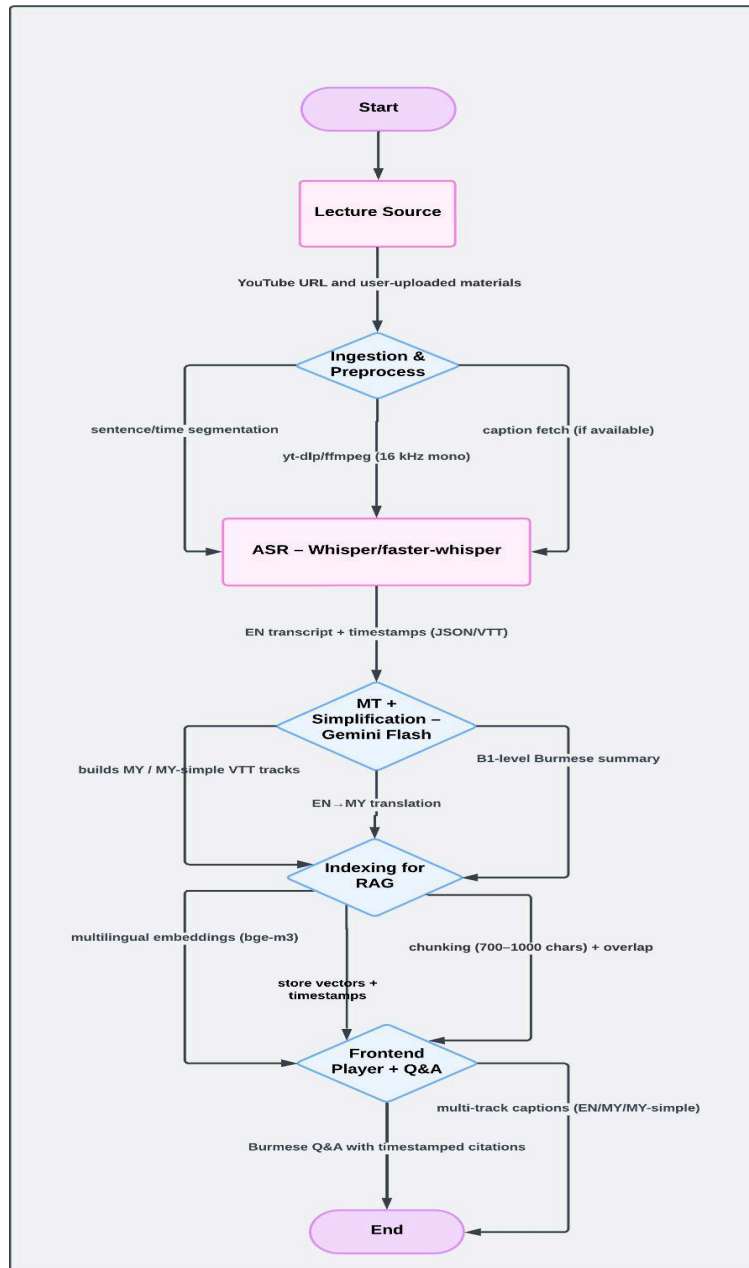 Start
Lecture Source
YouTube URL and user-uploaded materials
Ingestion &
Preprocess
sentence/time segmentation
caption fetch (if available)
yt-dlp/ffmpeg (16 kHz mono)
ASR – Whisper/faster-whisper
EN transcript + timestamps (JSON/VTT)
MT +
Simplification –
Gemini Flash
builds MY / MY-simple VTT tracks
B1-level Burmese summary
EN→MY translation
Indexing for
RAG
multilingual embeddings (bge-m3)
chunking (700–1000 chars) + overlap
store vectors +
timestamps
Frontend
Player + Q&A
multi-track captions (EN/MY/MY-simple)
Burmese Q&A with timestamped citations
End